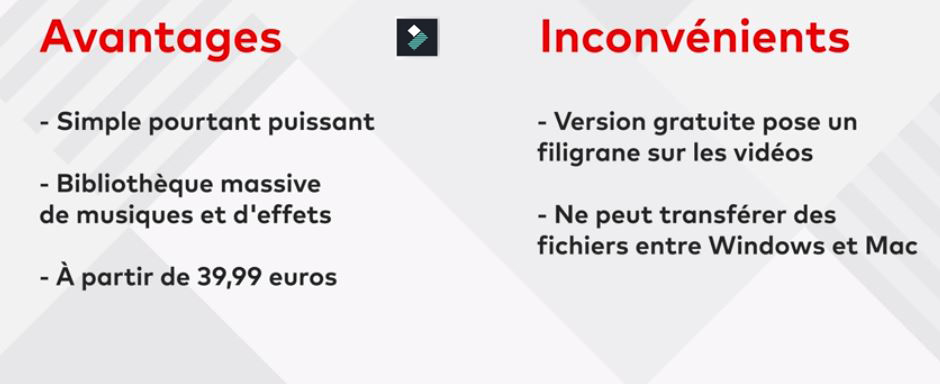 Avantages
- Simple pourtant puissant
- Bibliothèque massive
de musiques et d'effets
- À partir de 39,99 euros
Inconvénients
- Version gratuite pose un
filigrane sur les vidéos
- Ne peut transférer des
fichiers entre Windows et Mac